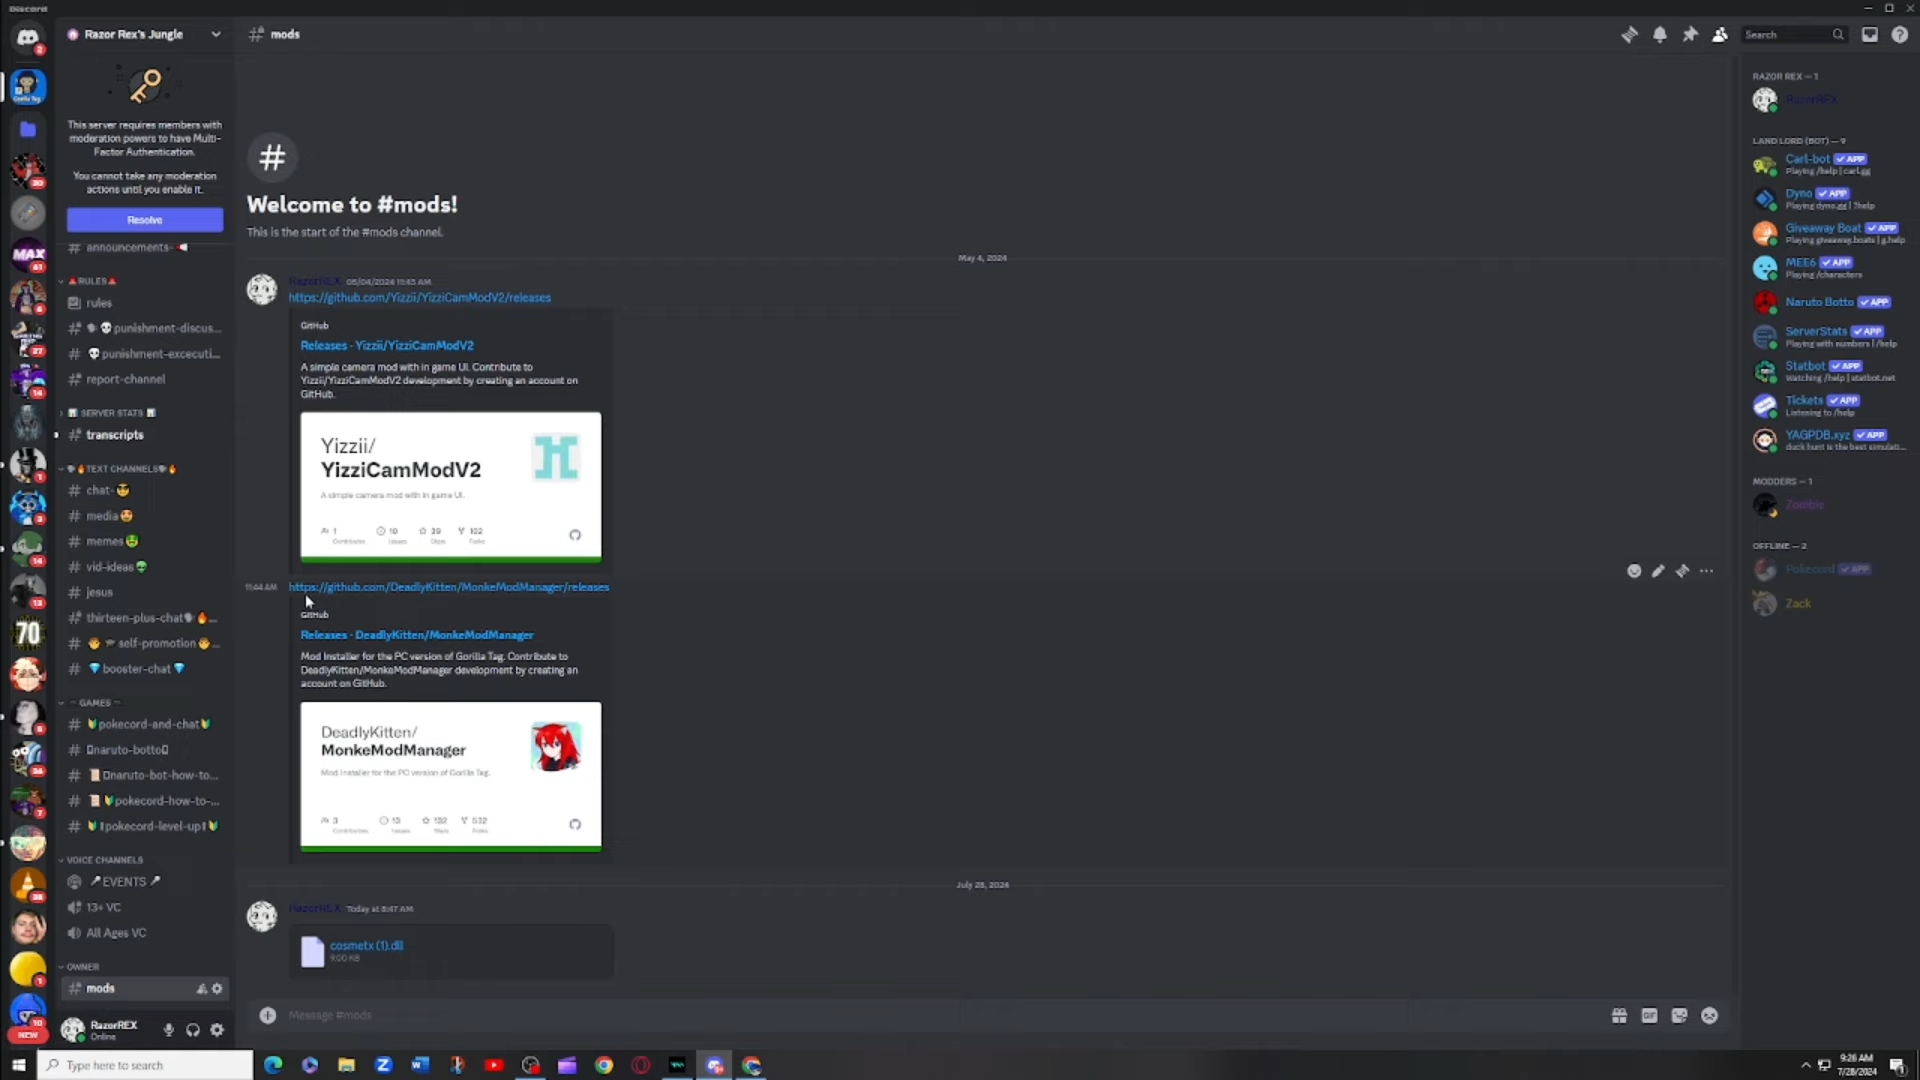 Discord
Razor Rex's Jungle
mods
Search
This server requires members with
moderation powers to have Multi-
Factor Authentication.
You cannot take any moderation
actions until you enable it.
Resolve
announcements-
RULES
rules
punishment-discus...
punishment-excecuti...
report-channel
SERVER STATS
transcripts
TEXT CHANNELS
chat-
media
memes
vid-ideas
jesus
thirteen-plus-chat...
self-promotion...
booster-chat
GAMES
pokecord-and-chat
naruto-botto
naruto-bot-how-to...
pokecord-how-to-...
pokecord-level-up
VOICE CHANNELS
EVENTS
13+ VC
All Ages VC
OWNER
mods
RazorREX
Online
Welcome to #mods!
This is the start of the #mods channel.
May 4, 2024
RazorREX 05/04/2024 11:43 AM
https://github.com/Yizzii/YizziCamModV2/releases
GitHub
Releases · Yizzii/YizziCamModV2
A simple camera mod with in game UI. Contribute to
Yizzii/YizziCamModV2 development by creating an account on
GitHub.
Yizzii/
YizziCamModV2
A simple camera mod with in game UI.
1 10 39 102
Contributor Issues Stars Forks
11:44 AM https://github.com/DeadlyKitten/MonkeModManager/releases
GitHub
Releases · DeadlyKitten/MonkeModManager
Mod Installer for the PC version of Gorilla Tag. Contribute to
DeadlyKitten/MonkeModManager development by creating an
account on GitHub.
DeadlyKitten/
MonkeModManager
Mod Installer for the PC version of Gorilla Tag.
3 13 132 532
Contributors Issues Stars Forks
July 28, 2024
RazorREX Today at 8:47 AM
cosmetx (1).dll
9.00 KB
Message #mods
GIF
RAZOR REX — 1
RazorREX
LAND LORD (BOT) — 9
Carl-bot APP
Playing /help | carl.gg
Dyno APP
Playing dyno.gg | ?help
Giveaway Boat APP
Playing giveaway.boats | g.help
MEE6 APP
Playing /characters
Naruto Botto APP
ServerStats APP
Playing with numbers | /help
Statbot APP
Watching /help | statbot.net
Tickets APP
Listening to /help
YAGPDB.xyz APP
duck hunt is the best simulati...
MODDERS — 1
Zombie
OFFLINE — 2
Pokecord APP
Zack
MAX
70
NEW
Type here to search
9:26 AM
7/28/2024